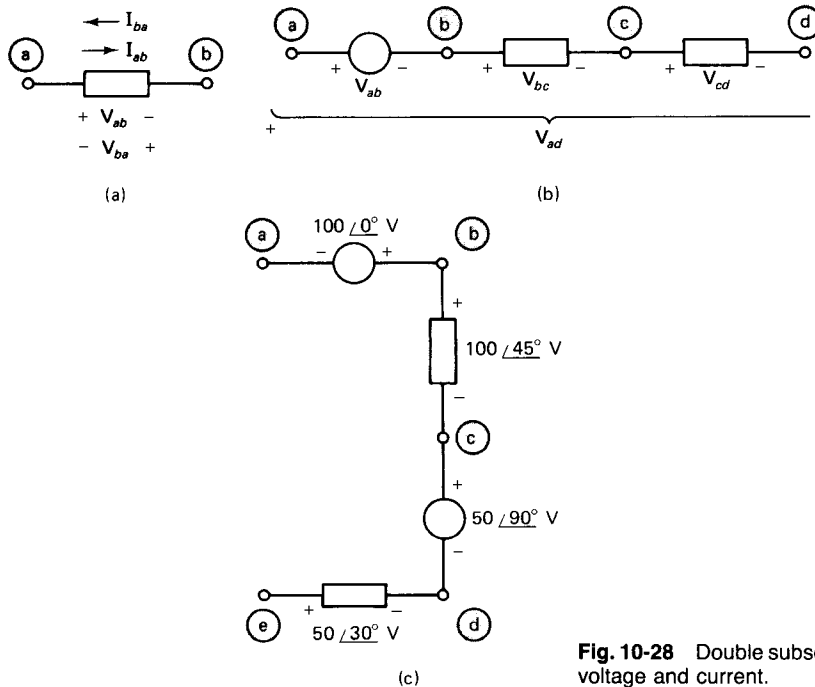 I_ba
I_ab
a b
+ V_ab −
− V_ba +
(a)
a b c d
+ − + − + −
V_ab V_bc V_cd
+
V_ad
(b)
100 /0° V
a b
− +
+
100 /45° V
−
c
+
50 /90° V
−
e + − d
50 /30° V
(c)
Fig. 10-28 Double subs
voltage and current.